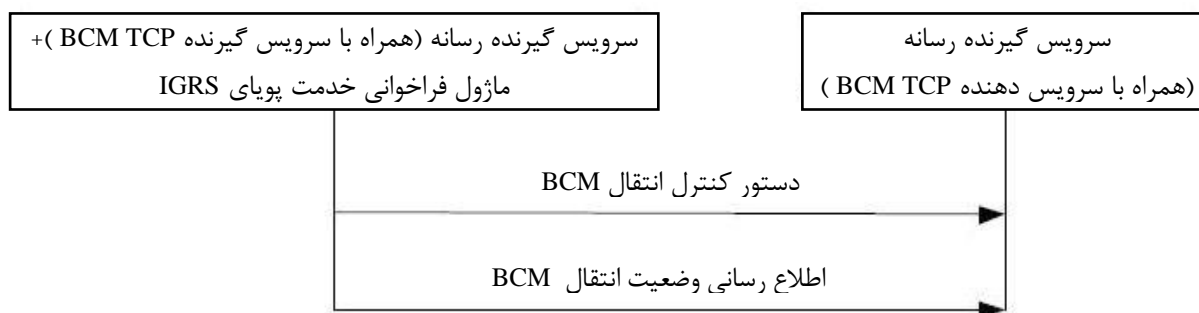 سرویس گیرنده رسانه
(همراه با سرویس دهنده BCM TCP )
سرویس گیرنده رسانه (همراه با سرویس گیرنده BCM TCP )+
ماژول فراخوانی خدمت پویای IGRS
دستور کنترل انتقال BCM
اطلاع رسانی وضعیت انتقال BCM